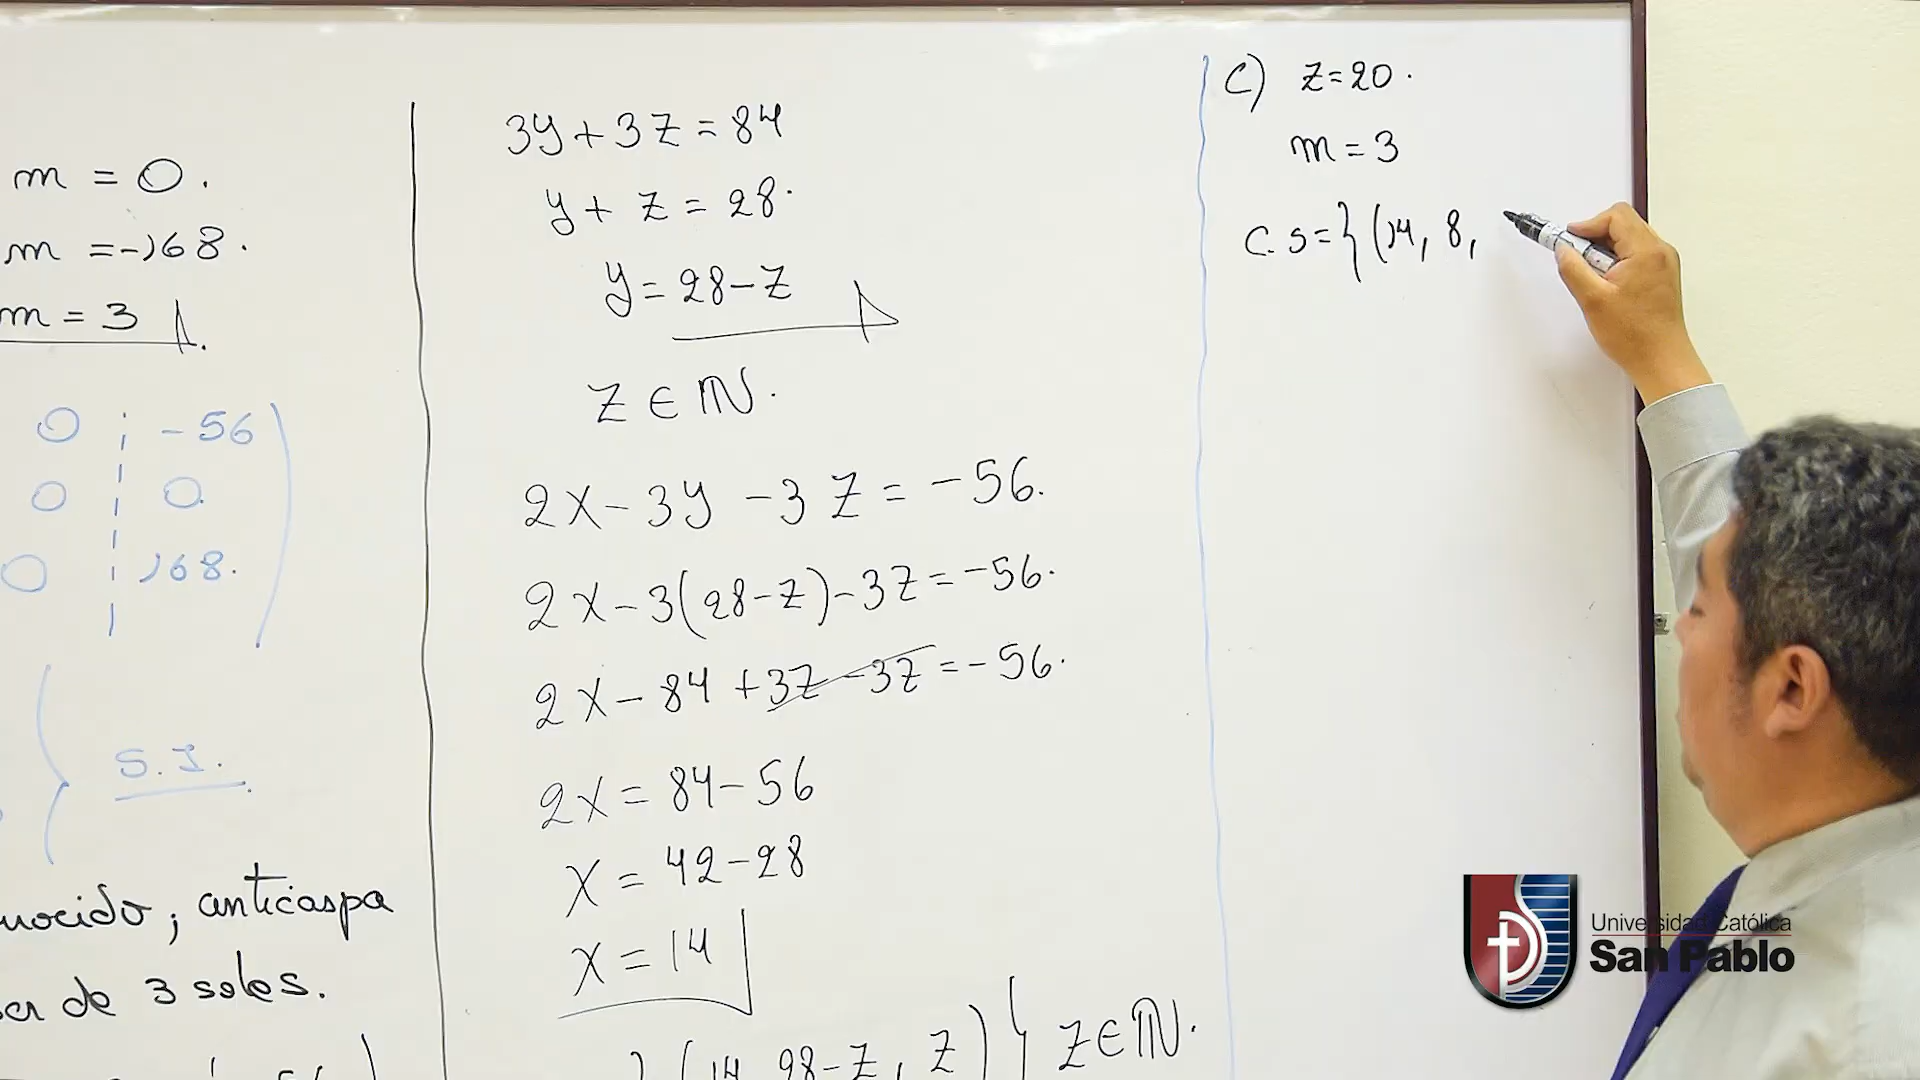 m = 0.
m = -168.
m = 3
0 ¦ -56
0 ¦ 0.
0 ¦ 168.
S.I.
anticaspa
de 3 soles.
3y + 3z = 84
y + z = 28.
y = 28 - z
z ∈ ℕ.
2x - 3y - 3z = -56.
2x - 3(28 - z) - 3z = -56.
2x - 84 + 3z - 3z = -56.
2x = 84 - 56
x = 42 - 28
x = 14
(14, 28 - z, z)} z ∈ ℕ.
C) z = 20.
m = 3
C.S = {(14, 8,
Universidad Católica
San Pablo